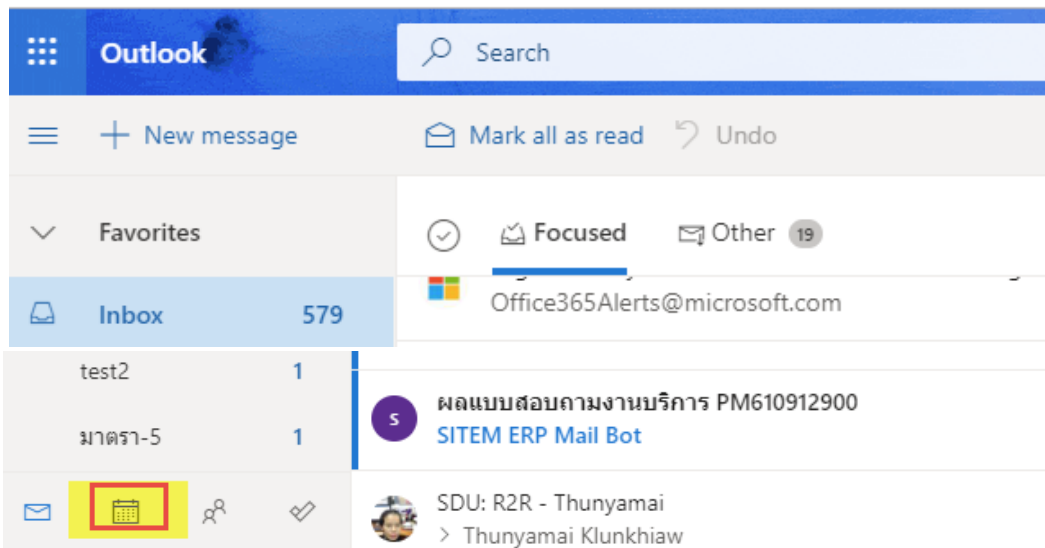 Outlook
Search
New message
Mark all as read
Undo
Favorites
Focused
Other 19
Inbox 579
Office365Alerts@microsoft.com
test2 1
S
ผลแบบสอบถามงานบริการ PM610912900
SITEM ERP Mail Bot
มาตรา-5 1
SDU: R2R - Thunyamai
> Thunyamai Klunkhiaw